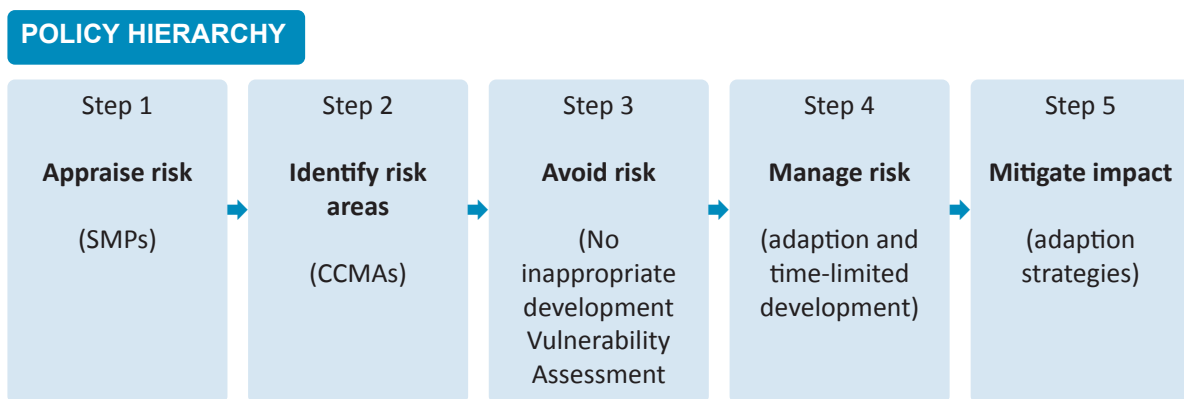 POLICY HIERARCHY
Step 1
Appraise risk
(SMPs)
Step 2
Identify risk
areas
(CCMAs)
Step 3
Avoid risk
(No
inappropriate
development
Vulnerability
Assessment
Step 4
Manage risk
(adaption and
time-limited
development)
Step 5
Mitigate impact
(adaption
strategies)